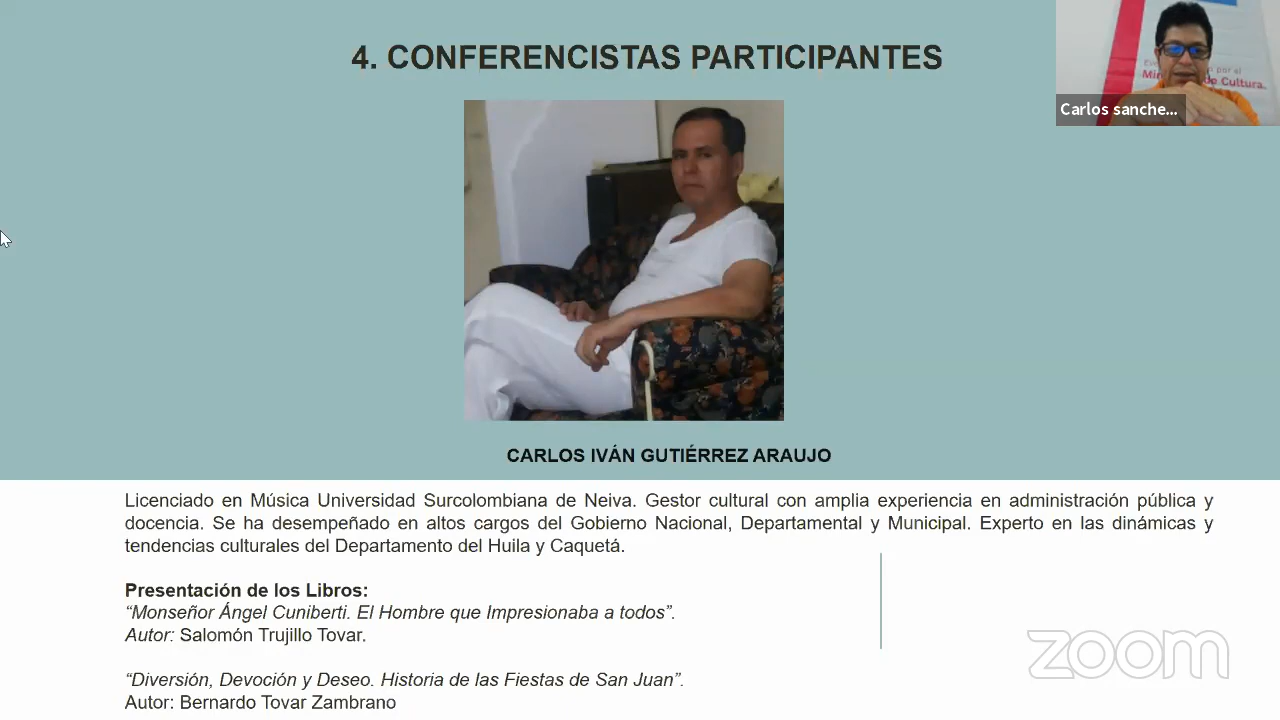 4. CONFERENCISTAS PARTICIPANTES
Cultura.
Carlos sanche...
CARLOS IVÁN GUTIÉRREZ ARAUJO
Licenciado en Música Universidad Surcolombiana de Neiva. Gestor cultural con amplia experiencia en administración pública y
docencia. Se ha desempeñado en altos cargos del Gobierno Nacional, Departamental y Municipal. Experto en las dinámicas y
tendencias culturales del Departamento del Huila y Caquetá.
Presentación de los Libros:
“Monseñor Ángel Cuniberti. El Hombre que Impresionaba a todos”.
Autor: Salomón Trujillo Tovar.
“Diversión, Devoción y Deseo. Historia de las Fiestas de San Juan”.
Autor: Bernardo Tovar Zambrano
zoom